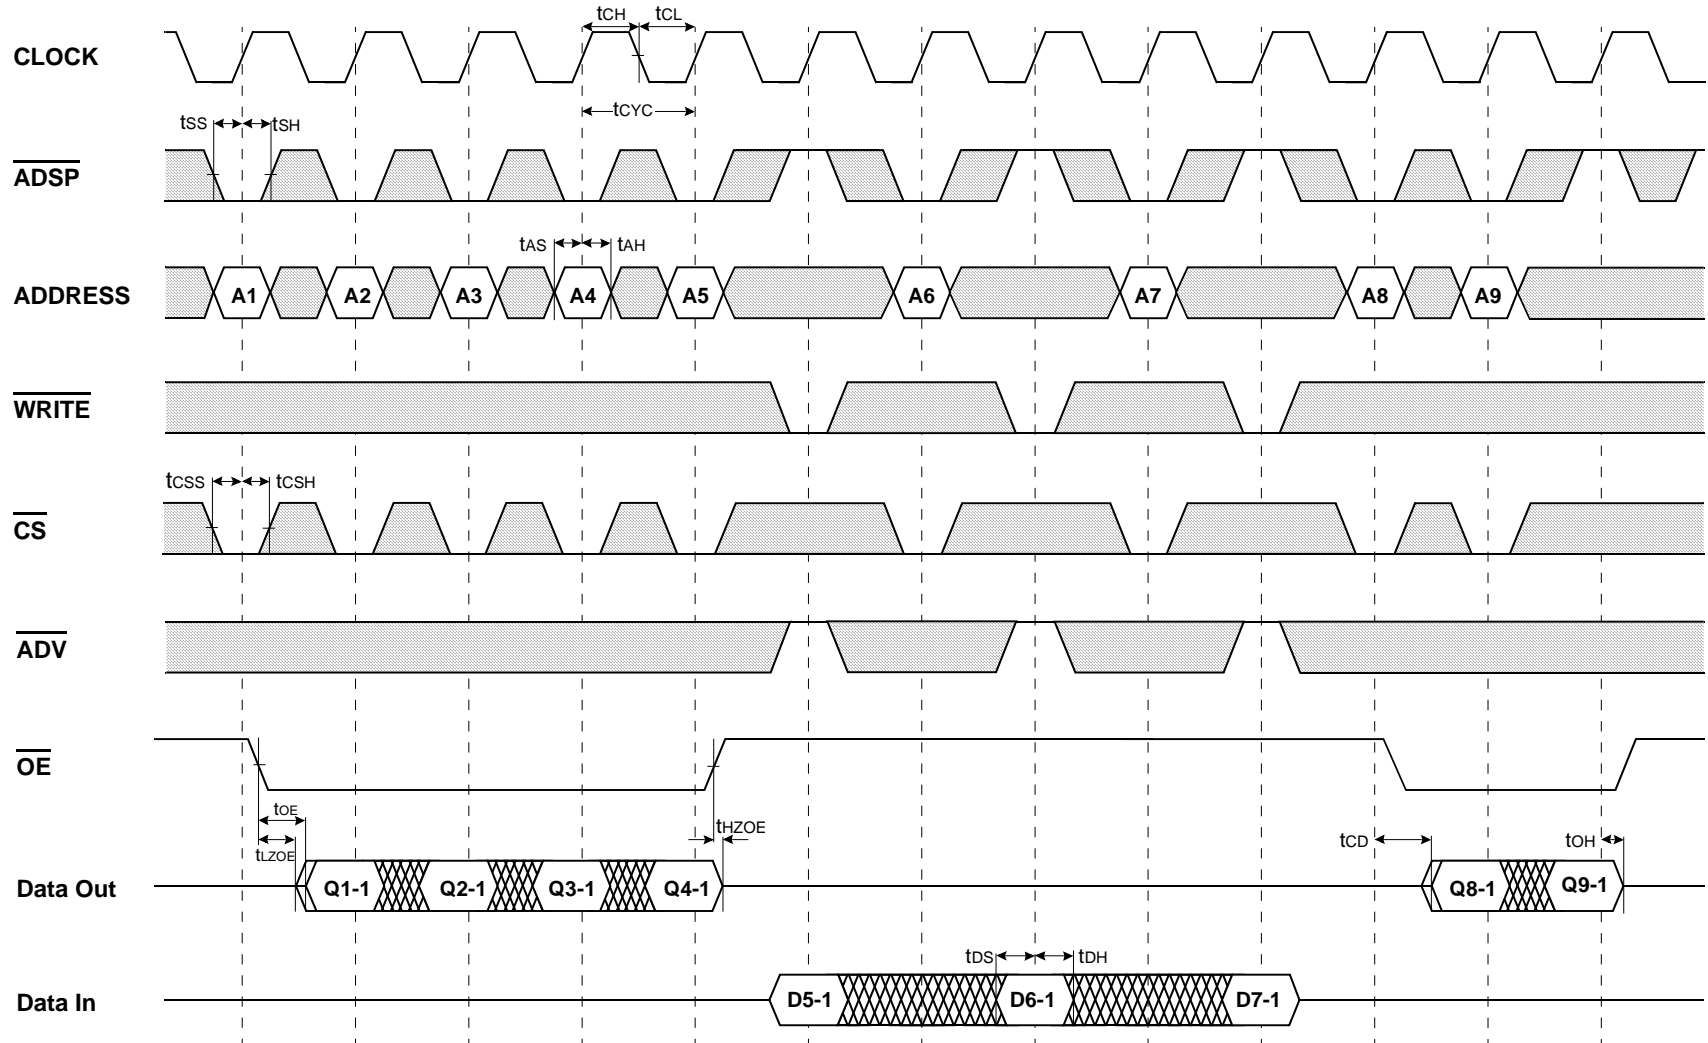 tCH tCL
CLOCK
tCYC
tSS tSH
ADSP
tAS tAH
ADDRESS A1 A2 A3 A4 A5 A6 A7 A8 A9
WRITE
tCSS tCSH
CS
ADV
OE
tOE tHZOE tCD tOH
tLZOE
Data Out Q1-1 Q2-1 Q3-1 Q4-1 Q8-1 Q9-1
tDS tDH
Data In D5-1 D6-1 D7-1